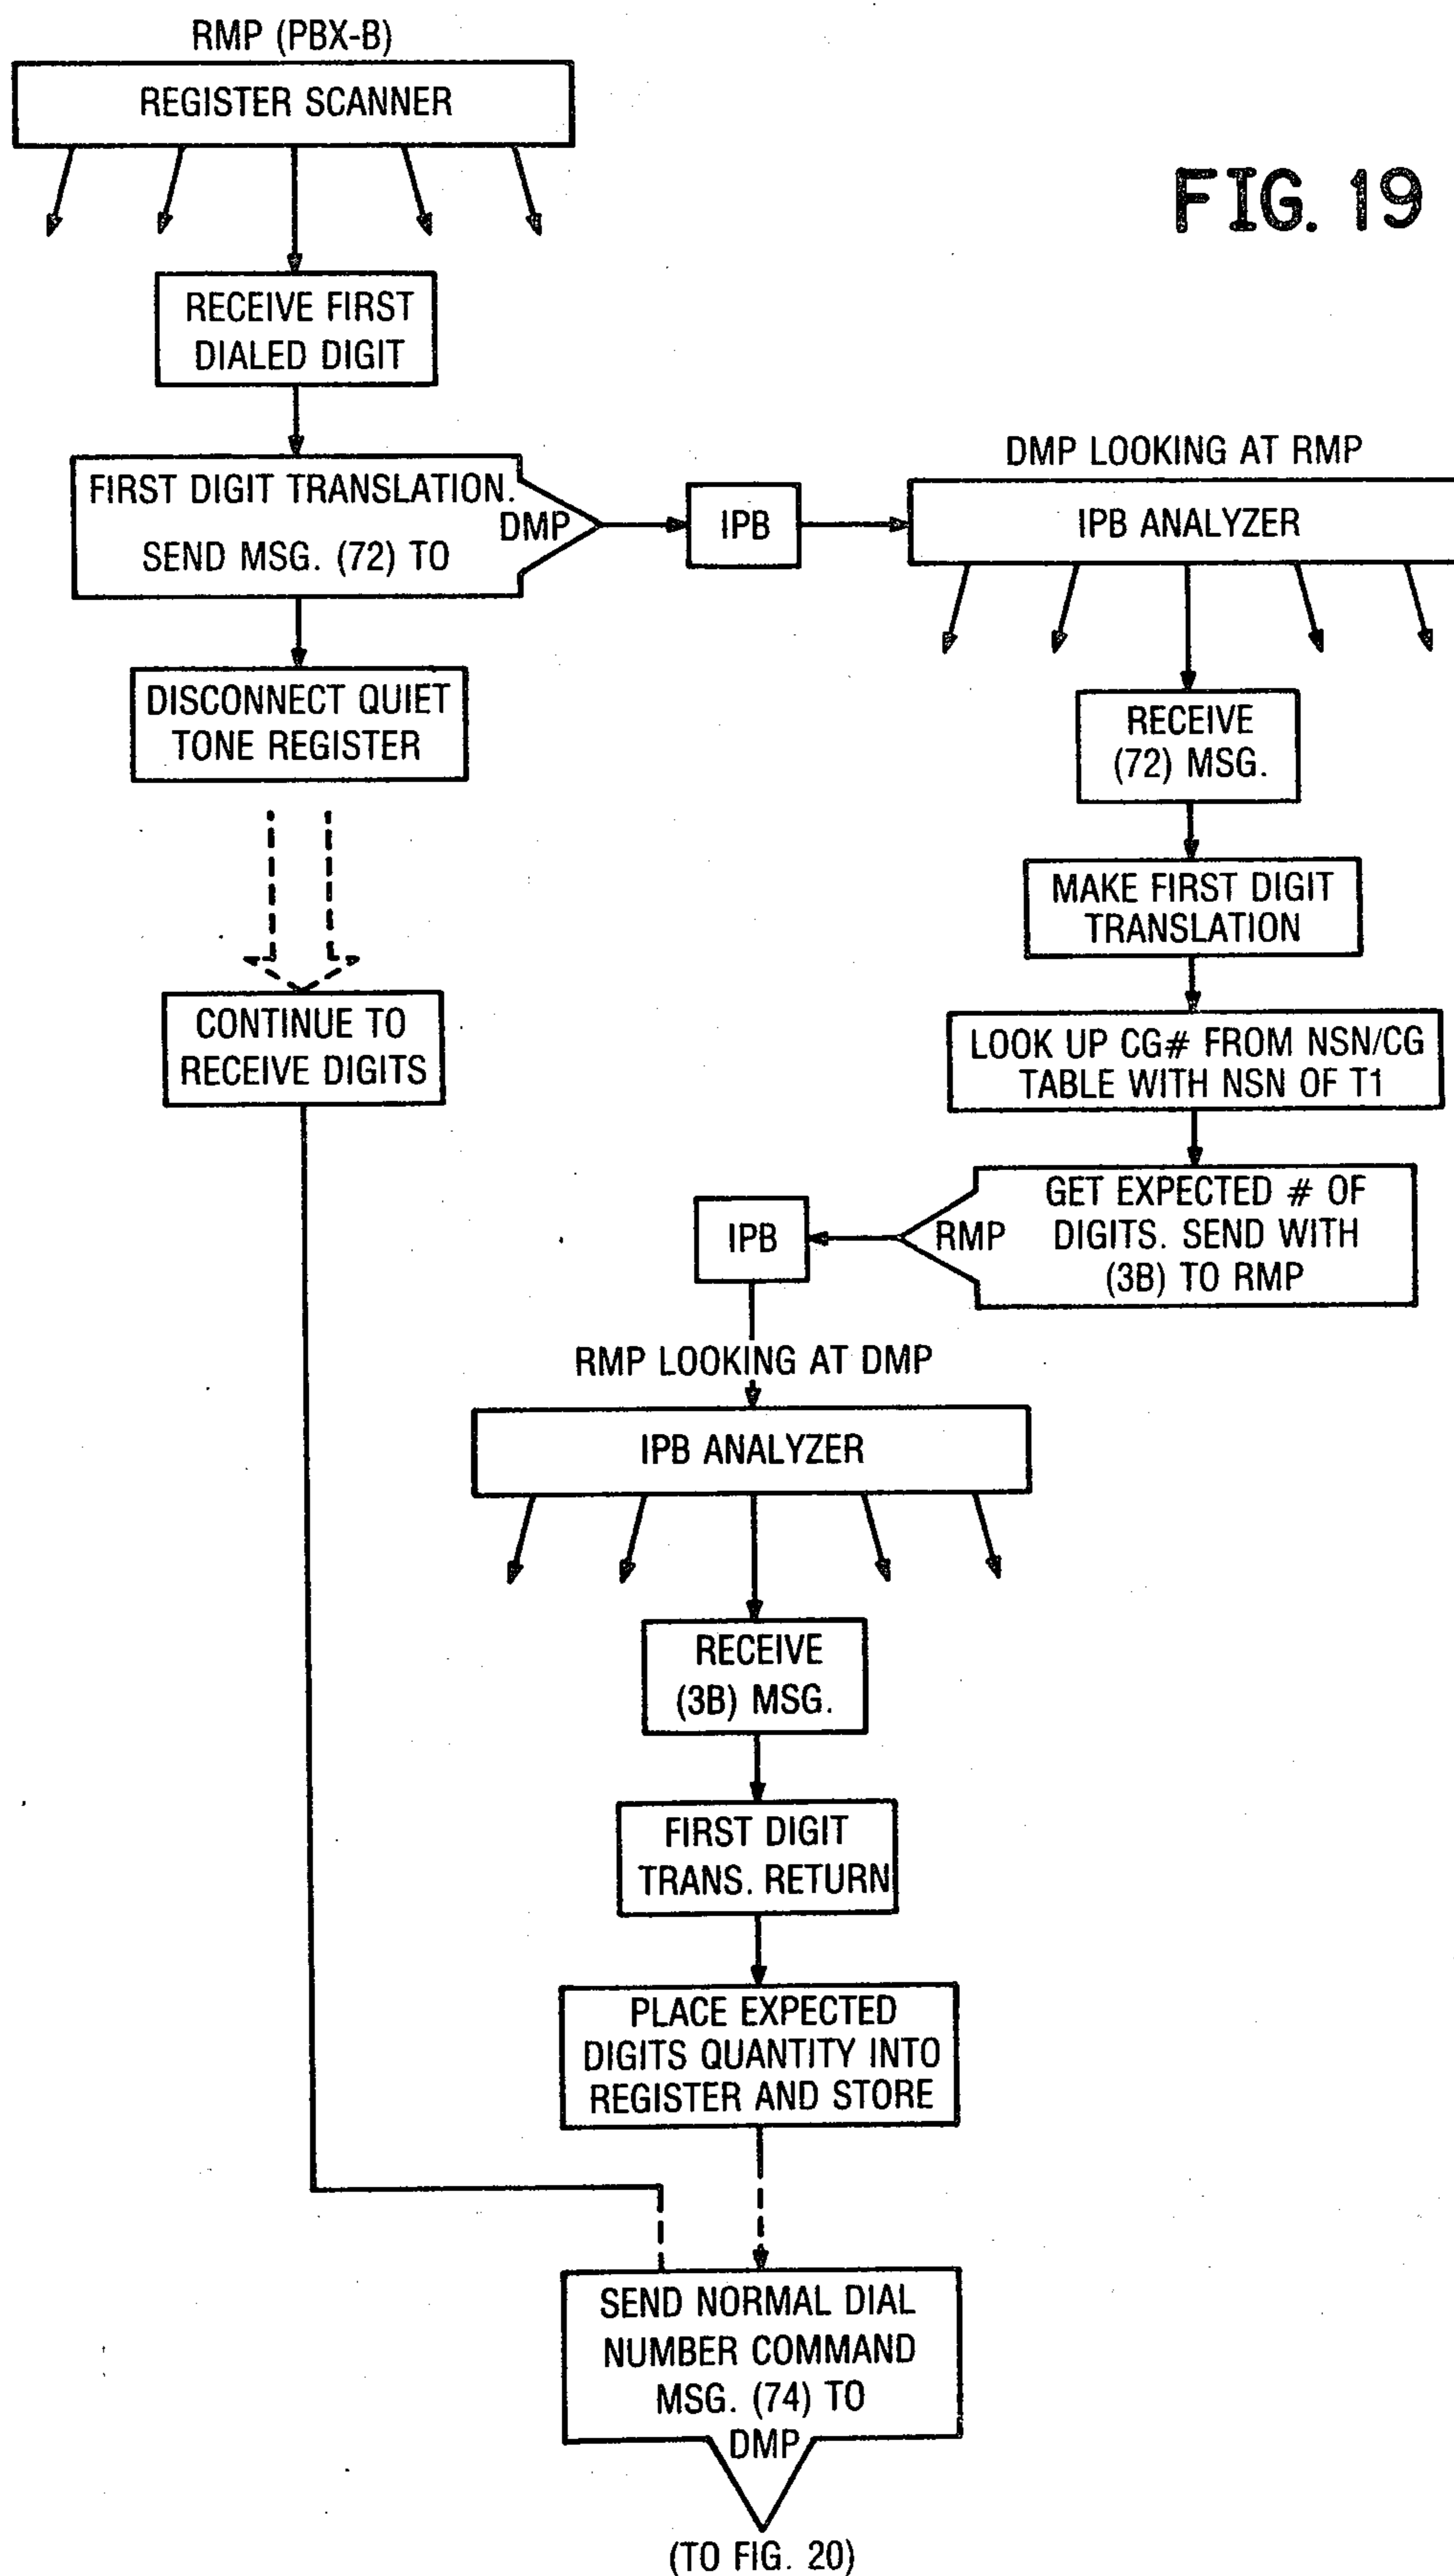 RMP (PBX-B)
REGISTER SCANNER
FIG. 19
RECEIVE FIRST
DIALED DIGIT
FIRST DIGIT TRANSLATION.
SEND MSG. (72) TO
DMP
IPB
DMP LOOKING AT RMP
IPB ANALYZER
DISCONNECT QUIET
TONE REGISTER
RECEIVE
(72) MSG.
MAKE FIRST DIGIT
TRANSLATION
CONTINUE TO
RECEIVE DIGITS
LOOK UP CG# FROM NSN/CG
TABLE WITH NSN OF T1
GET EXPECTED # OF
DIGITS. SEND WITH
(3B) TO RMP
RMP
IPB
RMP LOOKING AT DMP
IPB ANALYZER
RECEIVE
(3B) MSG.
FIRST DIGIT
TRANS. RETURN
PLACE EXPECTED
DIGITS QUANTITY INTO
REGISTER AND STORE
SEND NORMAL DIAL
NUMBER COMMAND
MSG. (74) TO
DMP
(TO FIG. 20)